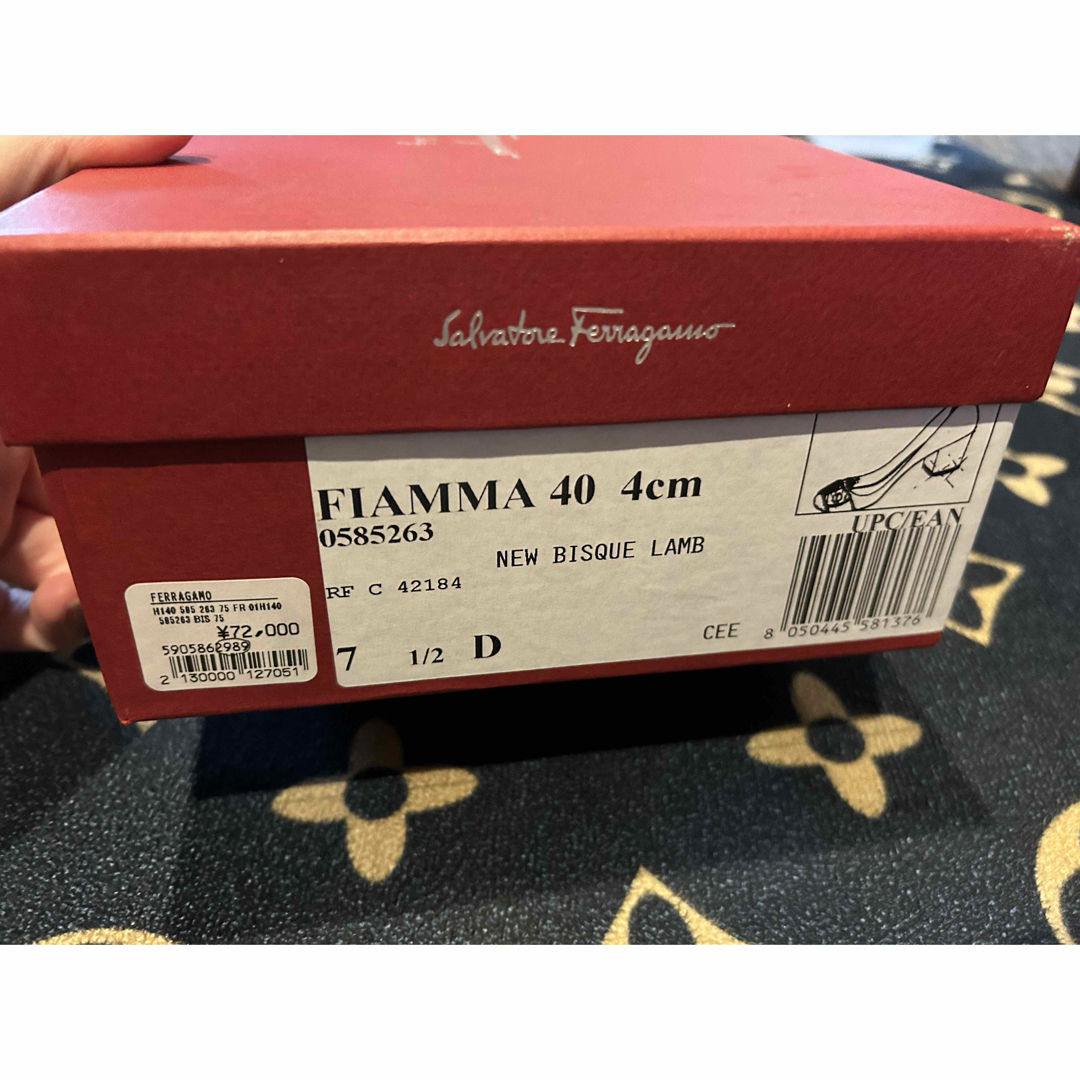 Salvatore Ferragamo
FIAMMA 40 4cm
0585263
NEW BISQUE LAMB
RF C 42184
7 1/2 D
CEE
UPC/EAN
8 050445 581376
FERRAGAMO
H140 585 263 75 FR 01H140
585263 BIS 75
¥72,000
5905862989
2 130000 127051